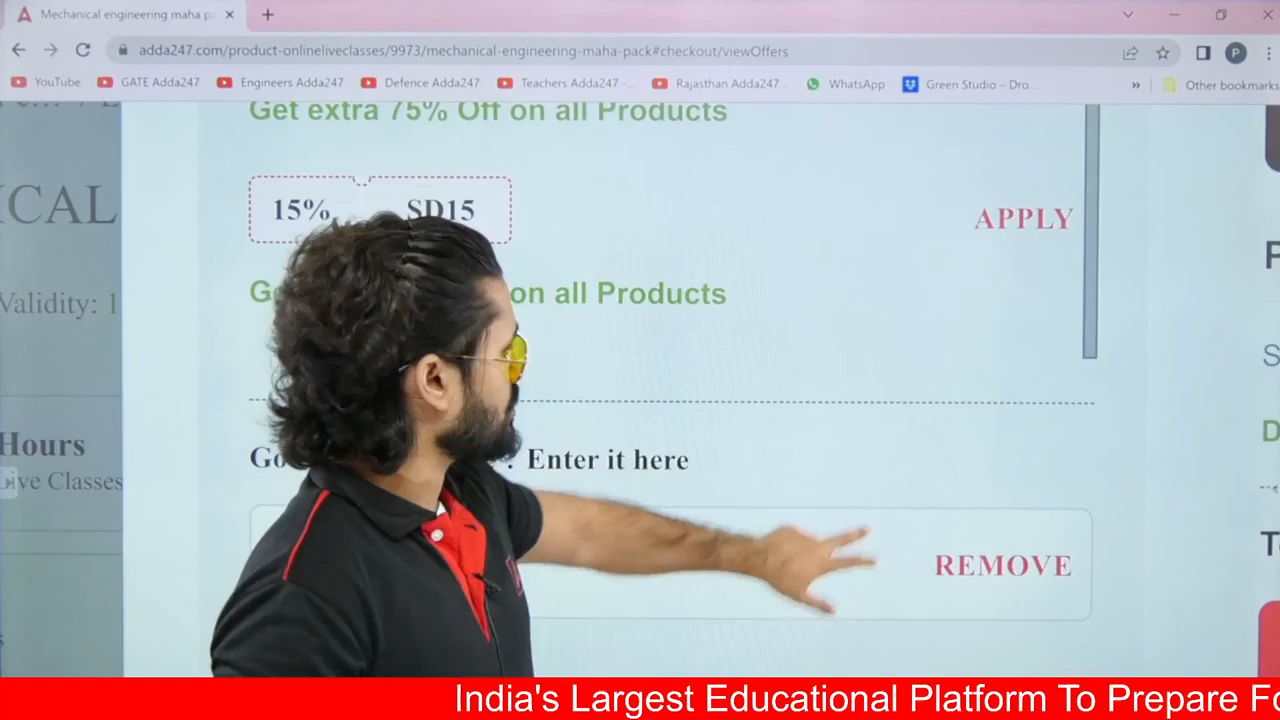 Mechanical engineering maha pa
adda247.com/product-onlineliveclasses/9973/mechanical-engineering-maha-pack#checkout/viewOffers
YouTube
GATE Adda247
Engineers Adda247
Defence Adda247
Teachers Adda247 -...
Rajasthan Adda247
WhatsApp
Green Studio – Dro...
»
Other bookmarks
P
Get extra 75% Off on all Products
ICAL
15%
SD15
APPLY
Validity: 1
on all Products
Hours
Live Classes
Enter it here
REMOVE
India's Largest Educational Platform To Prepare Fo